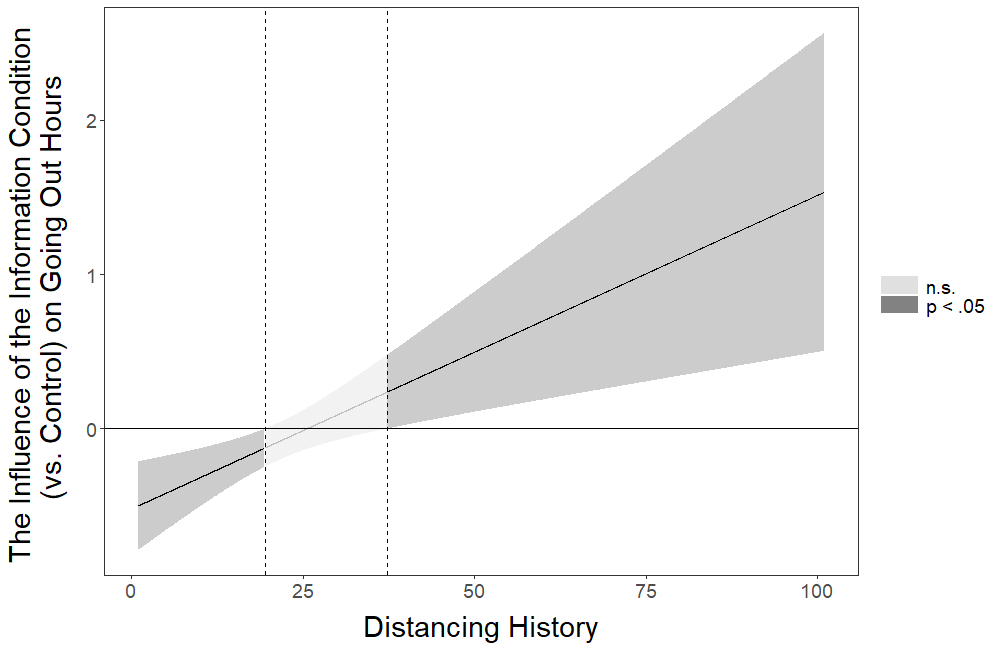 The Influence of the Information Condition
(vs. Control) on Going Out Hours
2
1
0
0
25
50
75
100
Distancing History
n.s.
p < .05